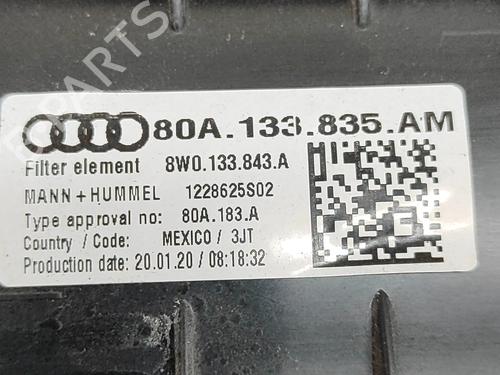 80A.133.835.AM
Filter element 8W0.133.843.A
MANN+HUMMEL 1228625S02
Type approval no: 80A.183.A
Country / Code: MEXICO / 3JT
Production date: 20.01.20 / 08:18:32